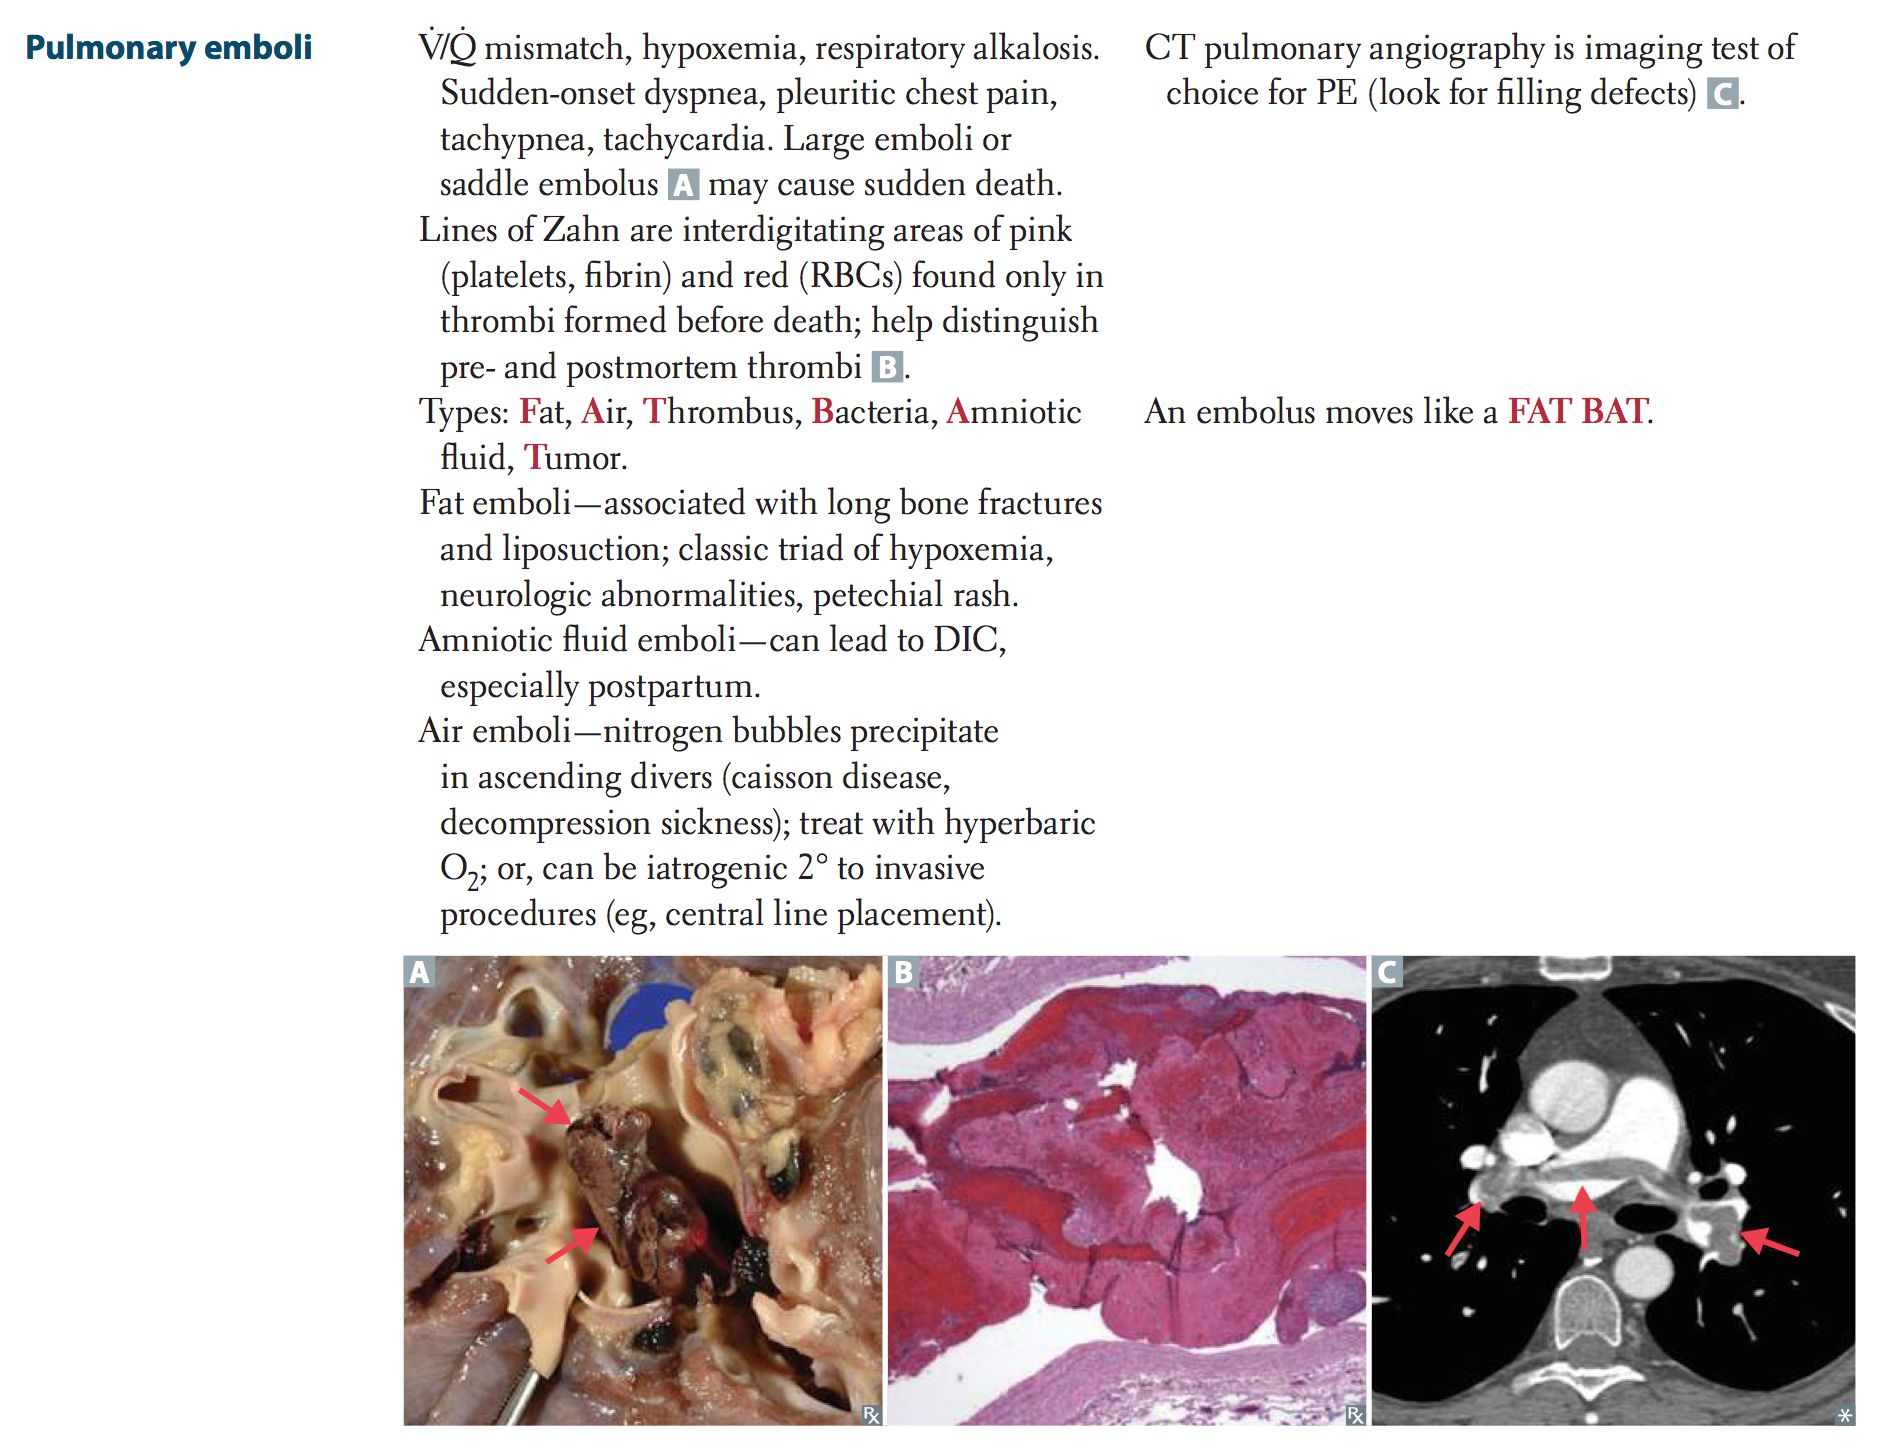 Pulmonary emboli
V̇/Q̇ mismatch, hypoxemia, respiratory alkalosis.
Sudden-onset dyspnea, pleuritic chest pain,
tachypnea, tachycardia. Large emboli or
saddle embolus A may cause sudden death.
Lines of Zahn are interdigitating areas of pink
(platelets, fibrin) and red (RBCs) found only in
thrombi formed before death; help distinguish
pre- and postmortem thrombi B.
Types: Fat, Air, Thrombus, Bacteria, Amniotic
fluid, Tumor.
Fat emboli—associated with long bone fractures
and liposuction; classic triad of hypoxemia,
neurologic abnormalities, petechial rash.
Amniotic fluid emboli—can lead to DIC,
especially postpartum.
Air emboli—nitrogen bubbles precipitate
in ascending divers (caisson disease,
decompression sickness); treat with hyperbaric
O₂; or, can be iatrogenic 2° to invasive
procedures (eg, central line placement).
CT pulmonary angiography is imaging test of
choice for PE (look for filling defects) C.
An embolus moves like a FAT BAT.
A
B
C
℞
℞
*